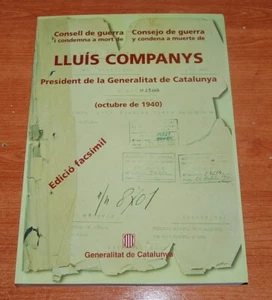 Consell de guerra
i condemna a mort de
Consejo de guerra
y condena a muerte de
LLUÍS COMPANYS
President de la Generalitat de Catalunya
(octubre de 1940)
Edició facsímil
Generalitat de Catalunya